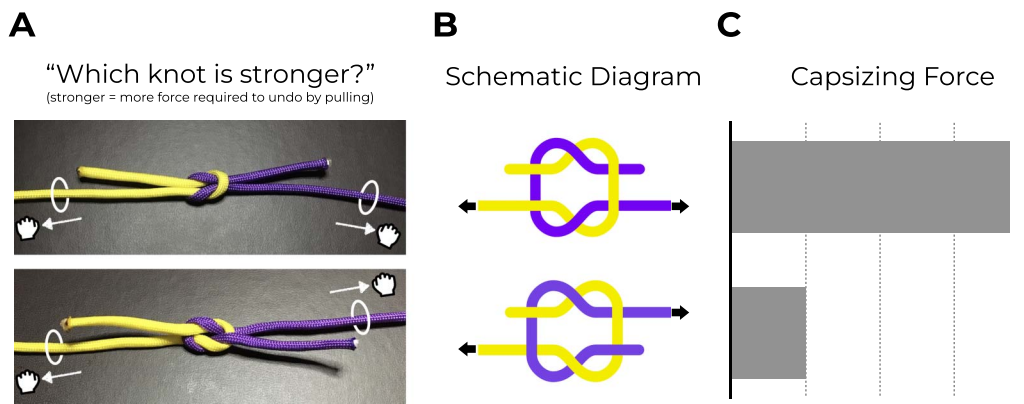 A
B
C
“Which knot is stronger?”
(stronger = more force required to undo by pulling)
Schematic Diagram
Capsizing Force